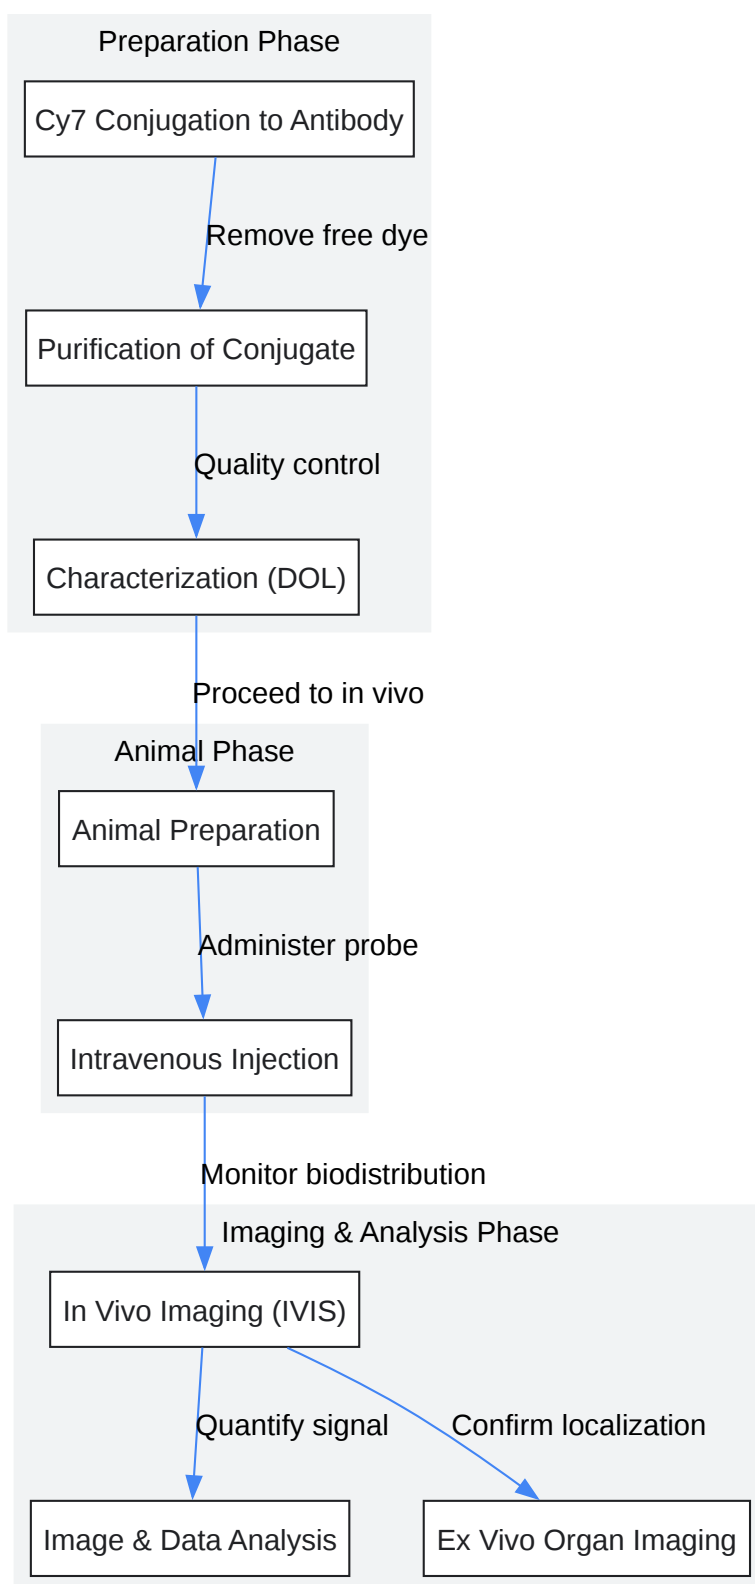 Preparation Phase
Cy7 Conjugation to Antibody
Remove free dye
Purification of Conjugate
Quality control
Characterization (DOL)
Proceed to in vivo
Animal Phase
Animal Preparation
Administer probe
Intravenous Injection
Monitor biodistribution
Imaging & Analysis Phase
In Vivo Imaging (IVIS)
Quantify signal
Confirm localization
Image & Data Analysis
Ex Vivo Organ Imaging